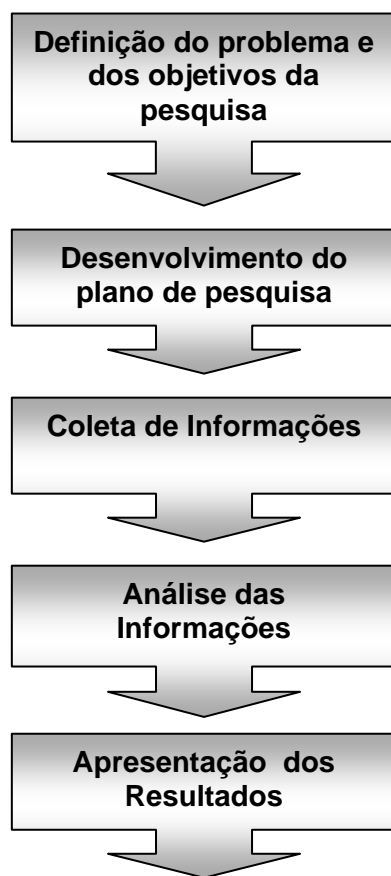 Definição do problema e
dos objetivos da
pesquisa
Desenvolvimento do
plano de pesquisa
Coleta de Informações
Análise das
Informações
Apresentação dos
Resultados